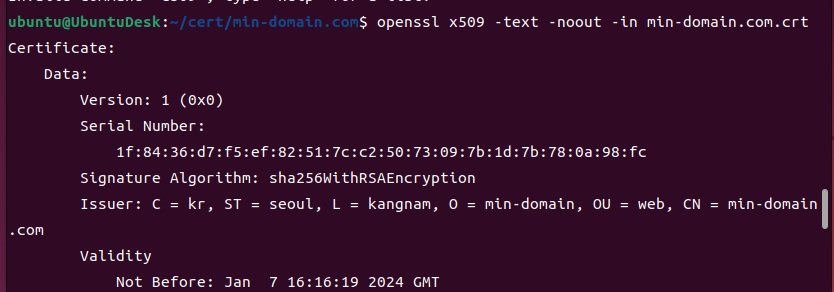 ubuntu@UbuntuDesk:~/cert/min-domain.com$ openssl x509 -text -noout -in min-domain.com.crt
Certificate:
    Data:
        Version: 1 (0x0)
        Serial Number:
            1f:84:36:d7:f5:ef:82:51:7c:c2:50:73:09:7b:1d:7b:78:0a:98:fc
        Signature Algorithm: sha256WithRSAEncryption
        Issuer: C = kr, ST = seoul, L = kangnam, O = min-domain, OU = web, CN = min-domain
.com
        Validity
            Not Before: Jan  7 16:16:19 2024 GMT